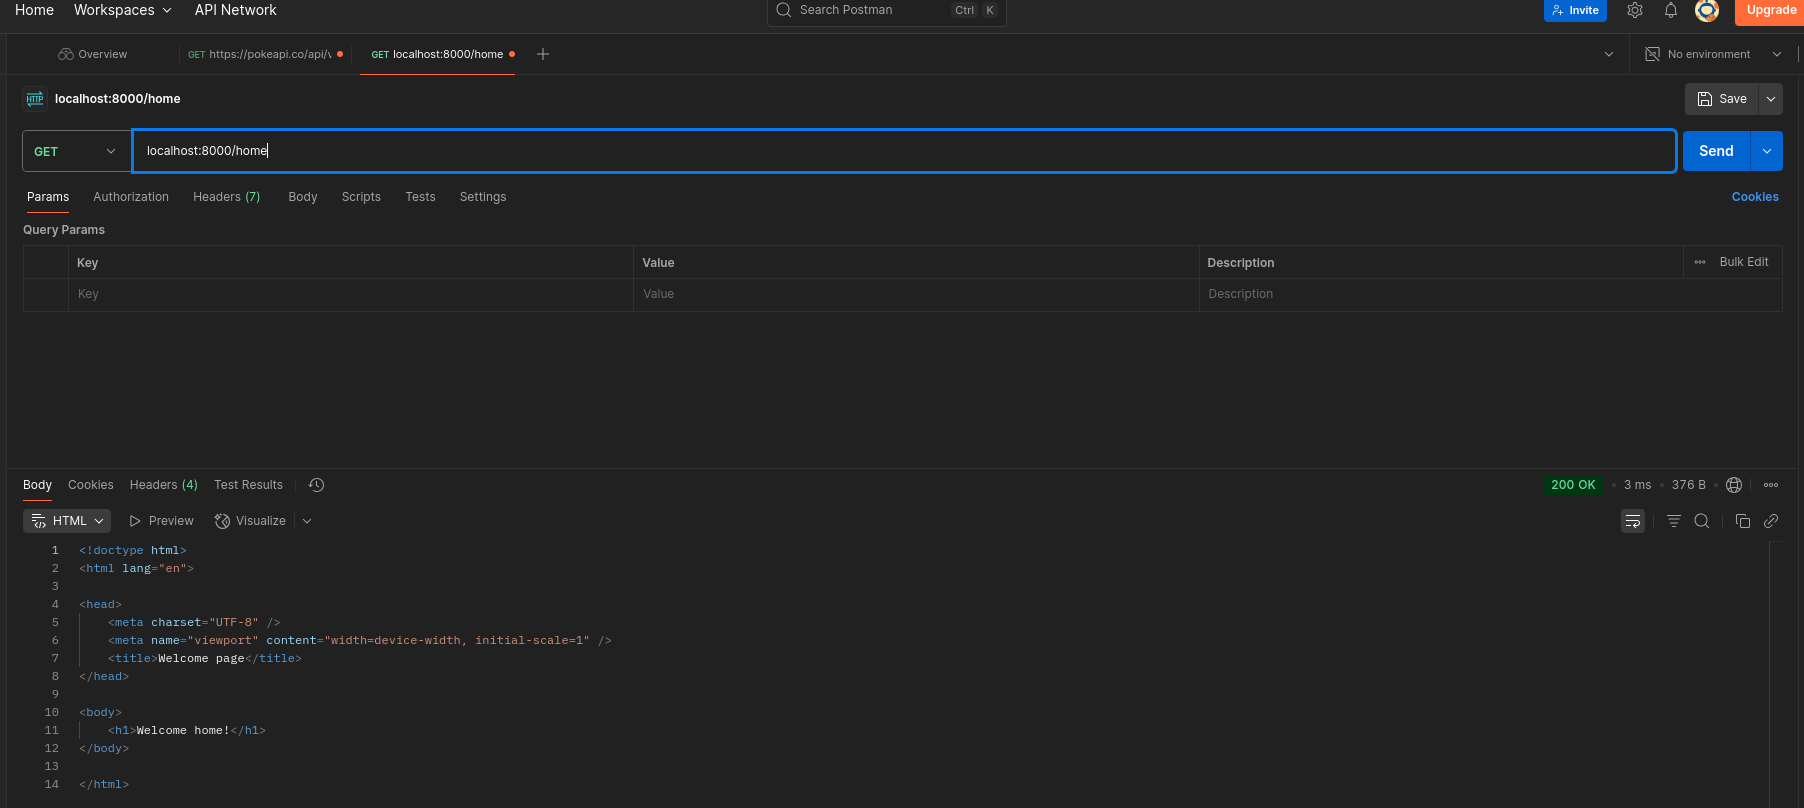 Home Workspaces API Network Search Postman Ctrl K Invite Upgrade
Overview GET https://pokeapi.co/api/v GET localhost:8000/home No environment
HTTP localhost:8000/home Save
GET localhost:8000/home Send
Params Authorization Headers (7) Body Scripts Tests Settings Cookies
Query Params
Key Value Description Bulk Edit
Key Value Description
Body Cookies Headers (4) Test Results 200 OK 3 ms 376 B
HTML Preview Visualize
1 <!doctype html>
2 <html lang="en">
3
4 <head>
5 <meta charset="UTF-8" />
6 <meta name="viewport" content="width=device-width, initial-scale=1" />
7 <title>Welcome page</title>
8 </head>
9
10 <body>
11 <h1>Welcome home!</h1>
12 </body>
13
14 </html>